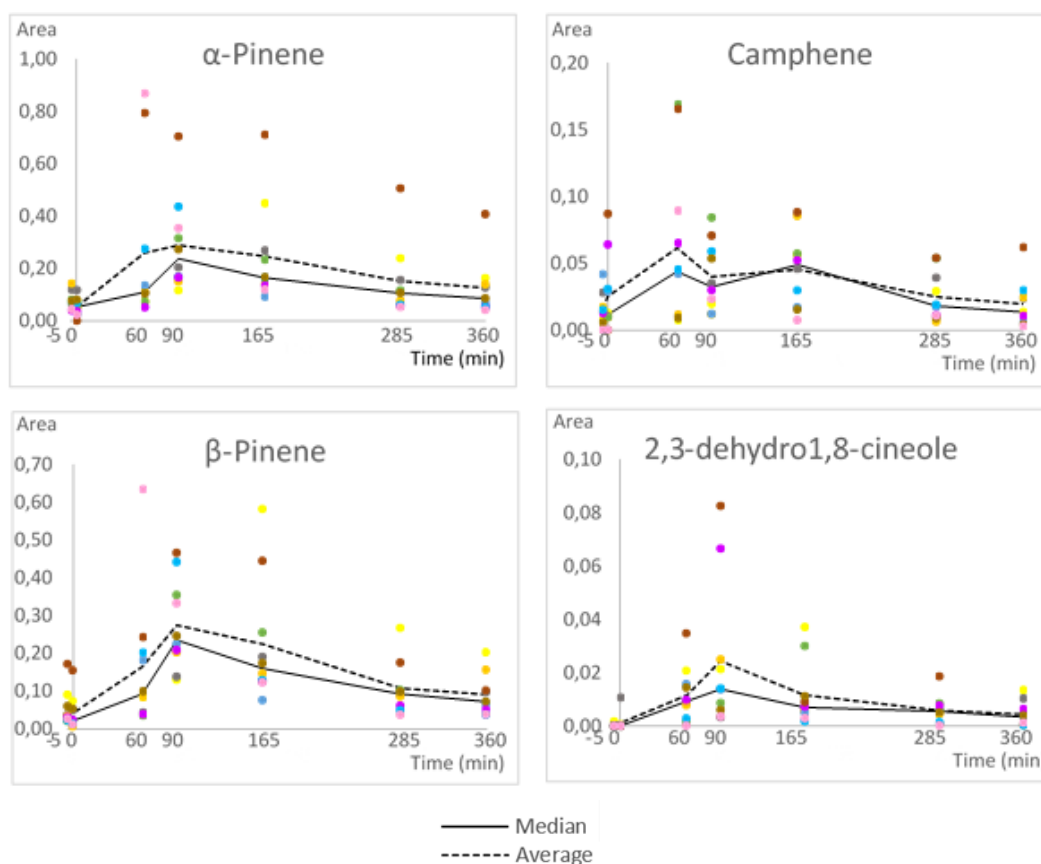 Area
α-Pinene
1,00
0,80
0,60
0,40
0,20
0,00
-5 0 60 90 165 285 360
Time (min)
Area
Camphene
0,20
0,15
0,10
0,05
0,00
-5 0 60 90 165 285 360
Time (min)
Area
β-Pinene
0,70
0,60
0,50
0,40
0,30
0,20
0,10
0,00
-5 0 60 90 165 285 360
Time (min)
Area
2,3-dehydro1,8-cineole
0,10
0,08
0,06
0,04
0,02
0,00
-5 0 60 90 165 285 360
Time (min)
Median
Average